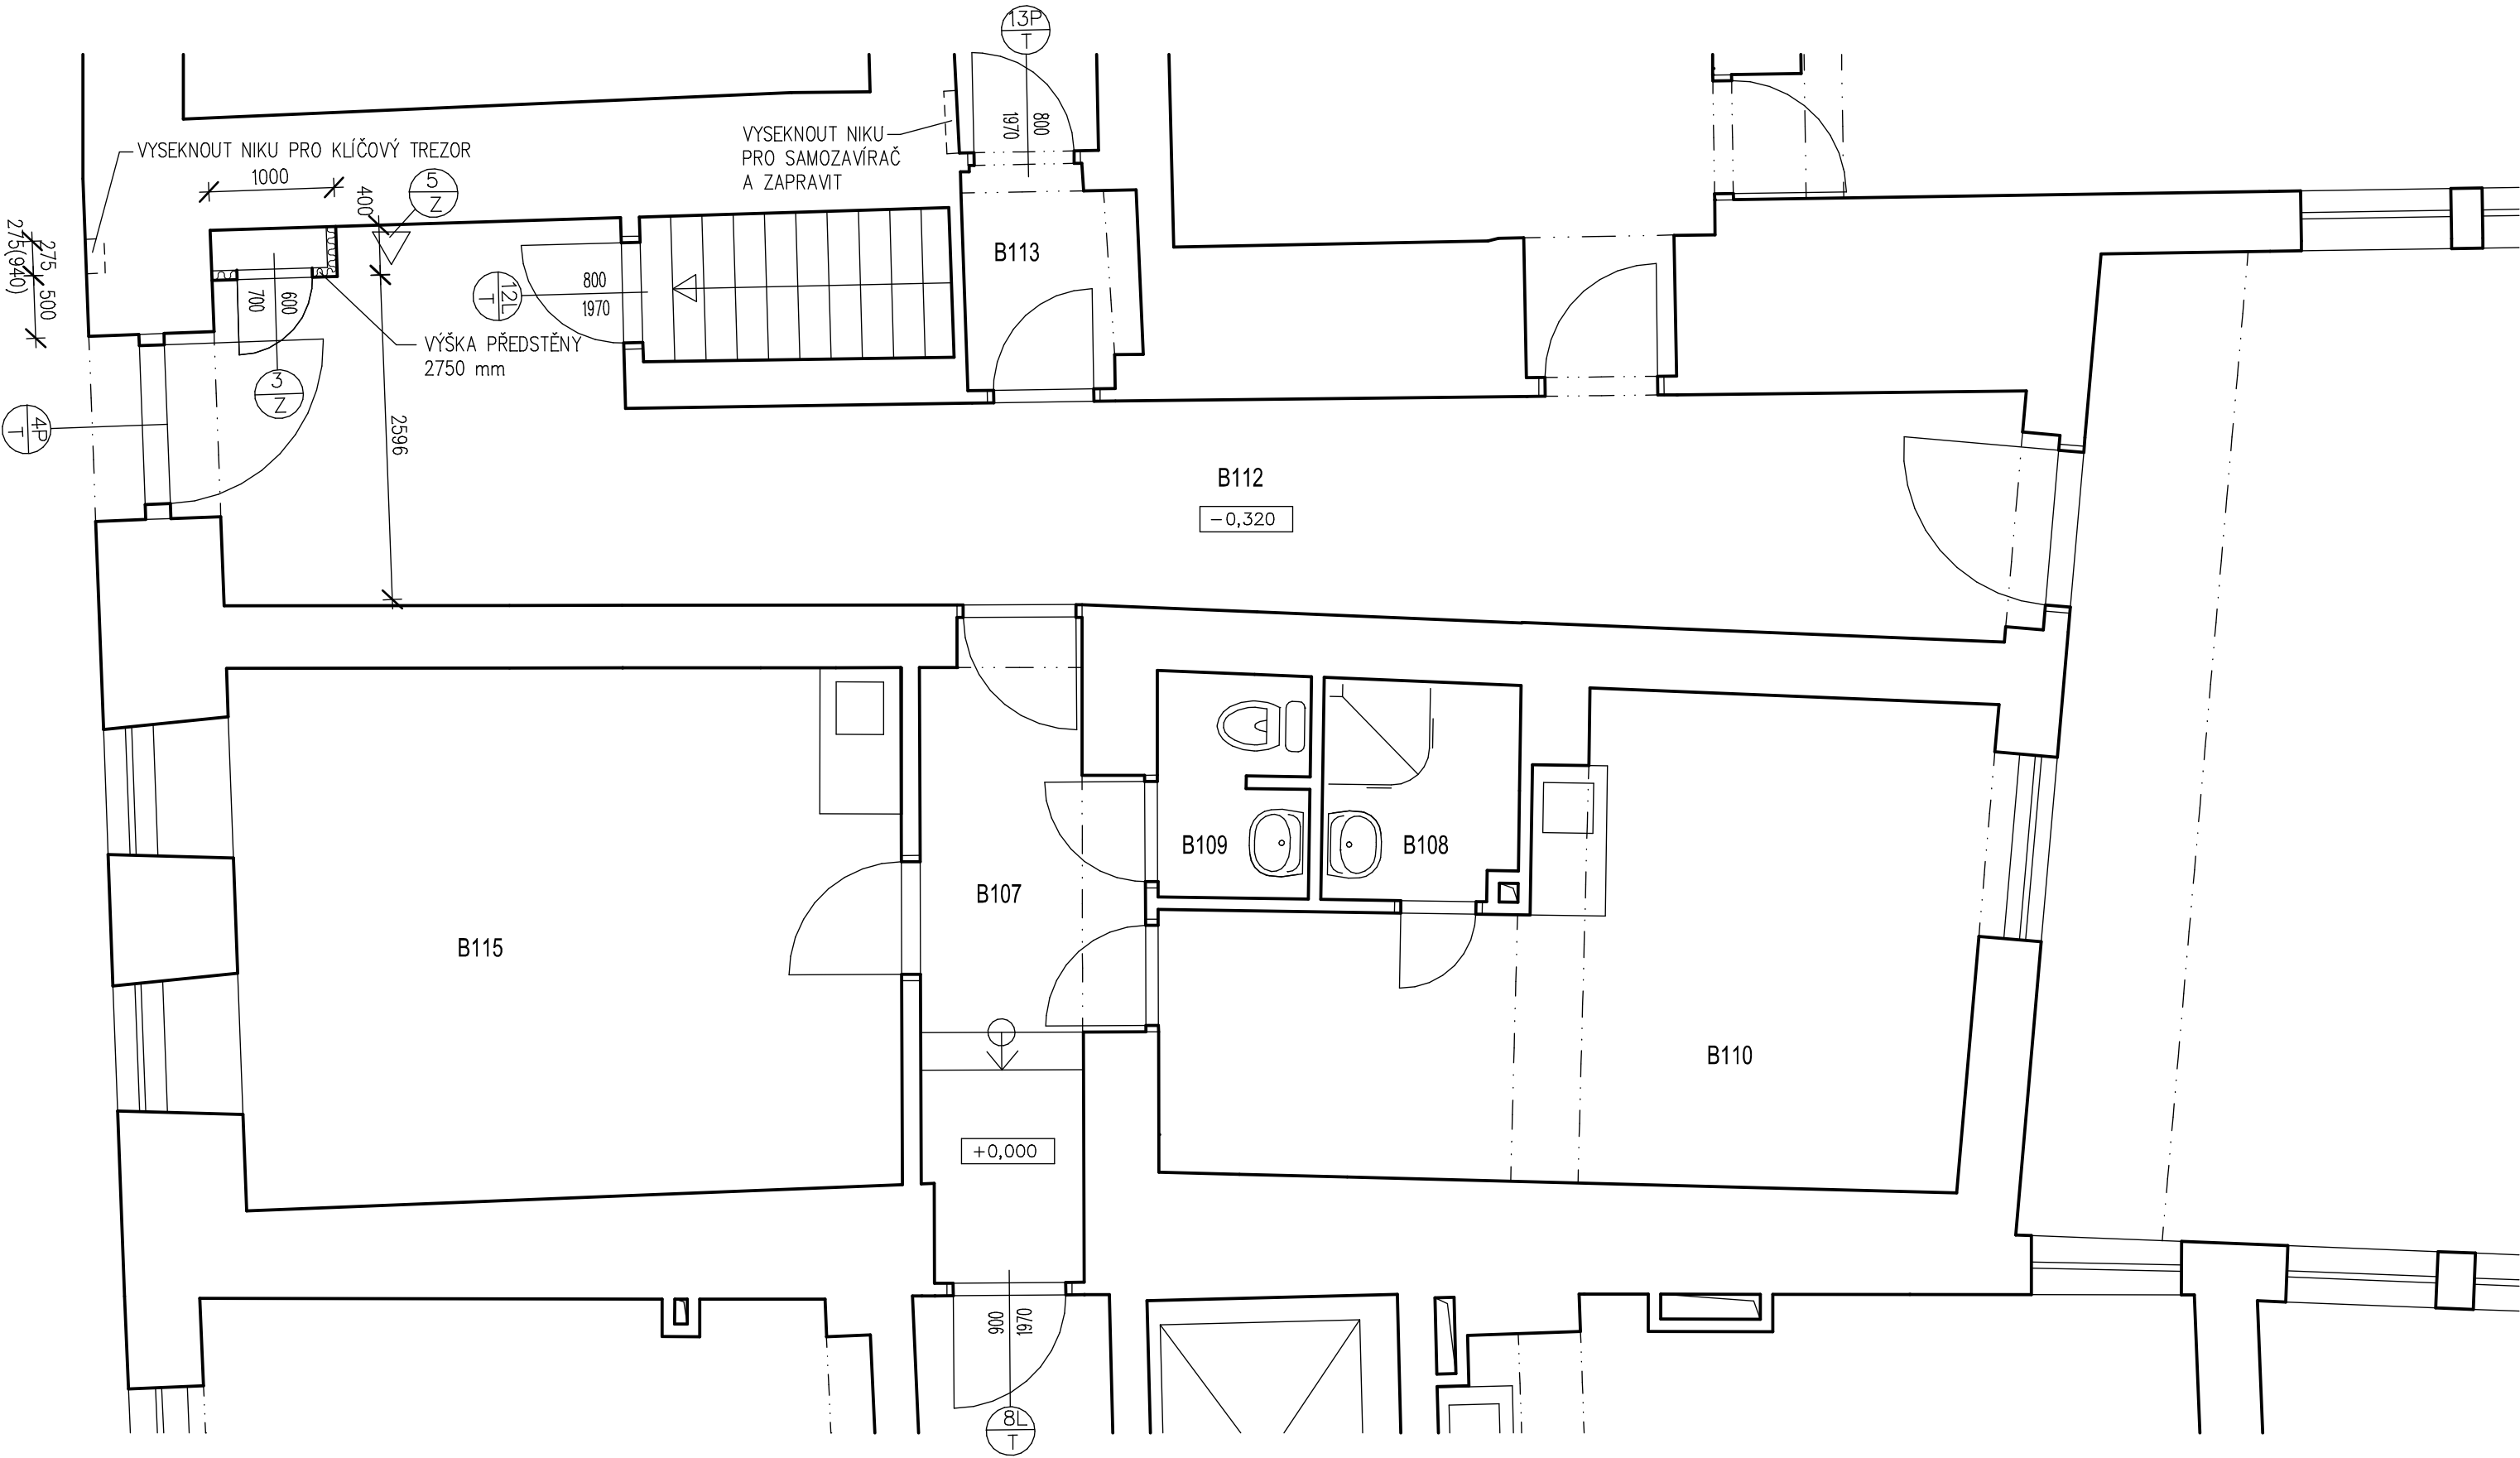 13P
T
800
1970
VYSEKNOUT NIKU
PRO SAMOZAVÍRAČ
A ZAPRAVIT
VYSEKNOUT NIKU PRO KLÍČOVÝ TREZOR
1000
400
5
Z
275
275(940)
500
700
600
3
Z
VÝŠKA PŘEDSTĚNY
2750 mm
12L
T
800
1970
B113
4P
T
2596
B112
-0,320
B109
B108
B107
B115
B110
+0,000
900
1970
8L
T